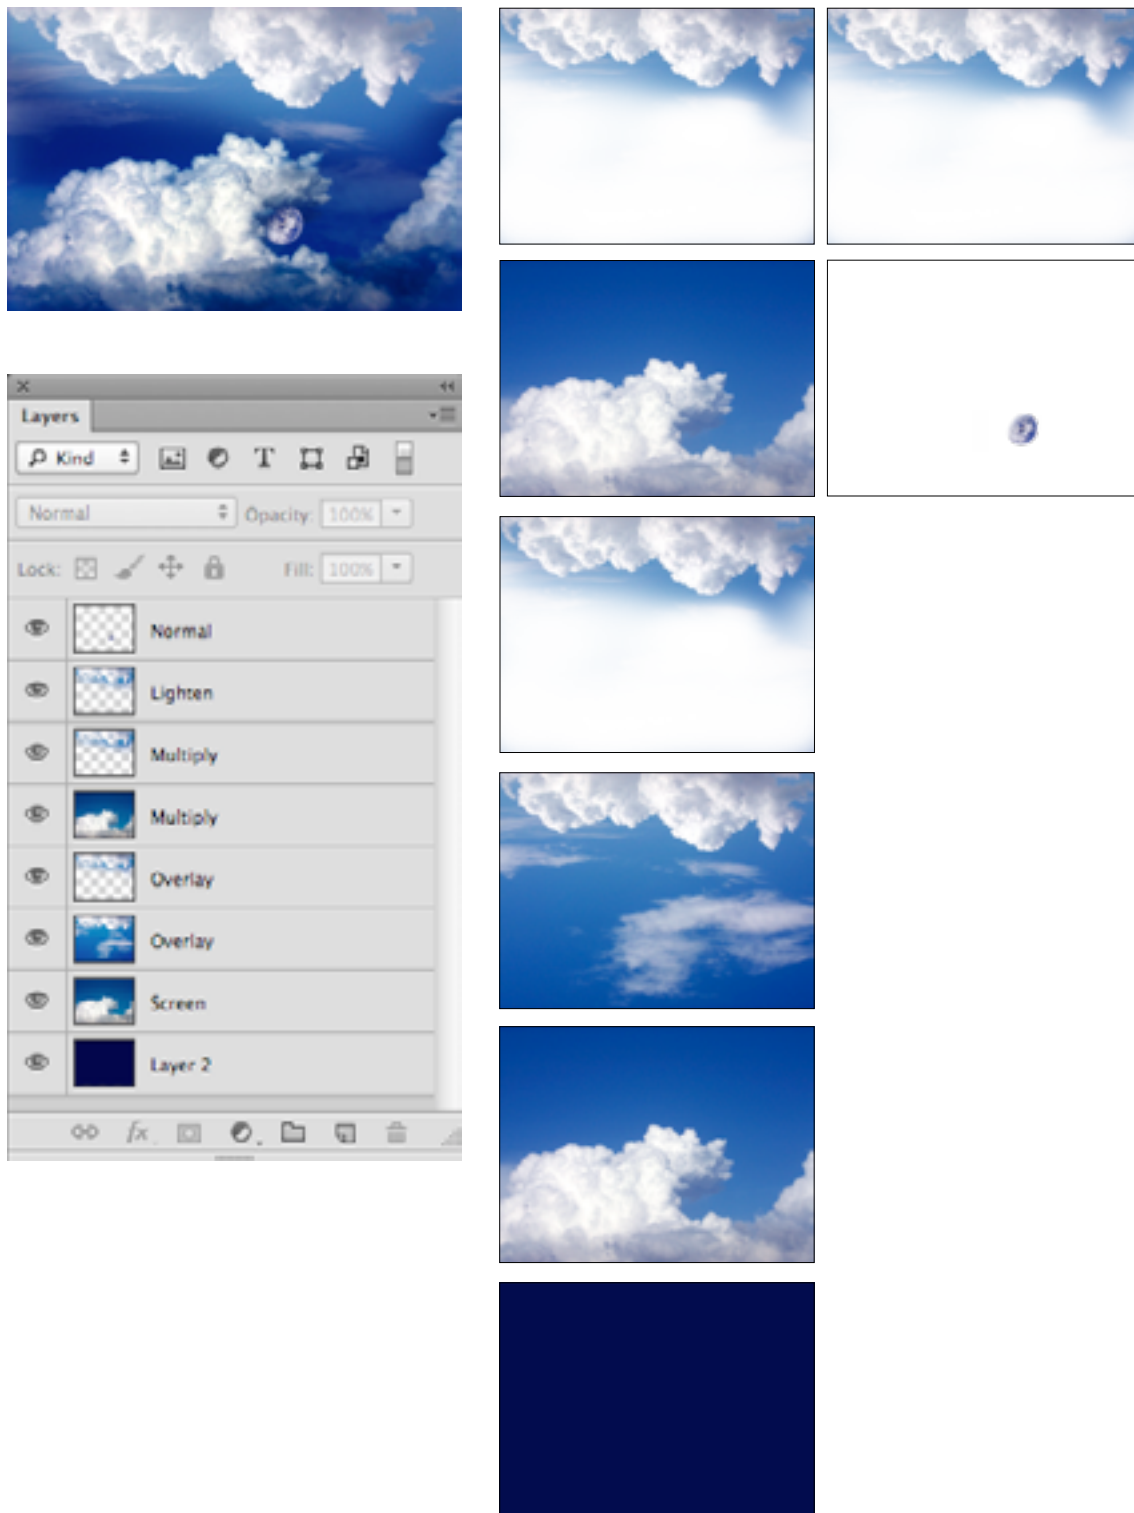 Layers
Kind T
Normal Opacity: 100%
Lock: Fill: 100%
Normal
Lighten
Multiply
Multiply
Overlay
Overlay
Screen
Layer 2
fx